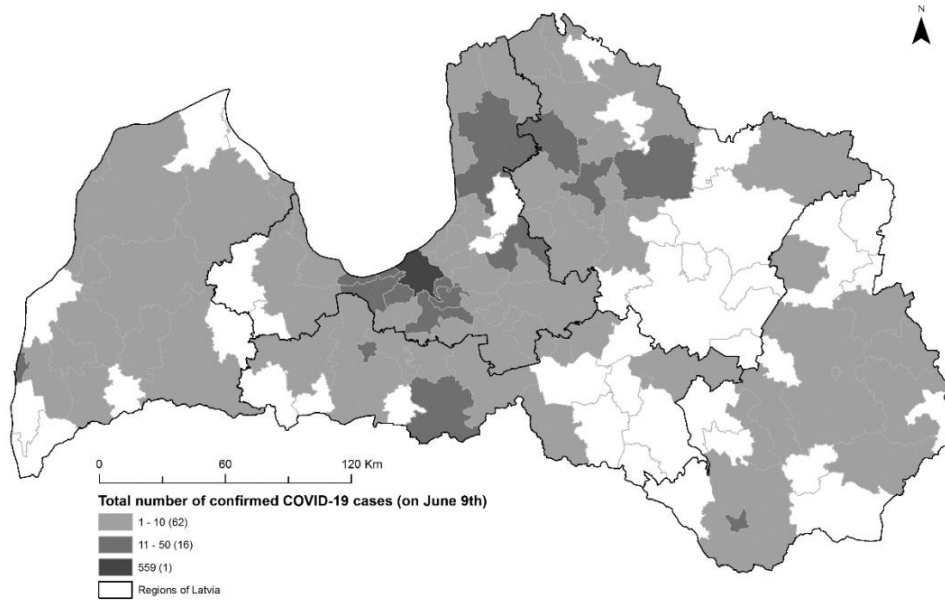 N
0 60 120 Km
Total number of confirmed COVID-19 cases (on June 9th)
1 - 10 (62)
11 - 50 (16)
559 (1)
Regions of Latvia